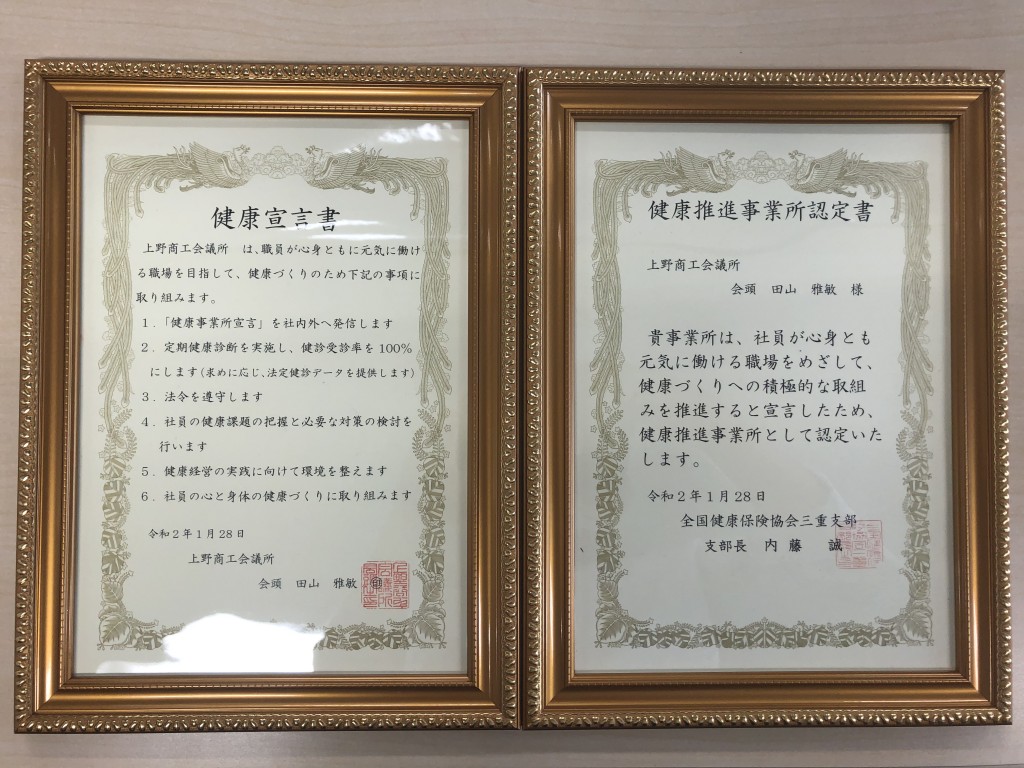 健康宣言書
上野商工会議所　は、職員が心身ともに元気に働け
る職場を目指して、健康づくりのため下記の事項に
取り組みます。
１．「健康事業所宣言」を社内外へ発信します
２．定期健康診断を実施し、健診受診率を100%
にします（求めに応じ、法定健診データを提供します）
３．法令を遵守します
４．社員の健康課題の把握と必要な対策の検討を
行います
５．健康経営の実践に向けて環境を整えます
６．社員の心と身体の健康づくりに取り組みます
令和２年１月28日
上野商工会議所
会頭　田山　雅敏　㊞
健康推進事業所認定書
上野商工会議所
会頭　田山　雅敏　様
貴事業所は、社員が心身とも
元気に働ける職場をめざして、
健康づくりへの積極的な取組
みを推進すると宣言したため、
健康推進事業所として認定いた
します。
令和２年１月28日
全国健康保険協会三重支部
支部長　内藤　誠